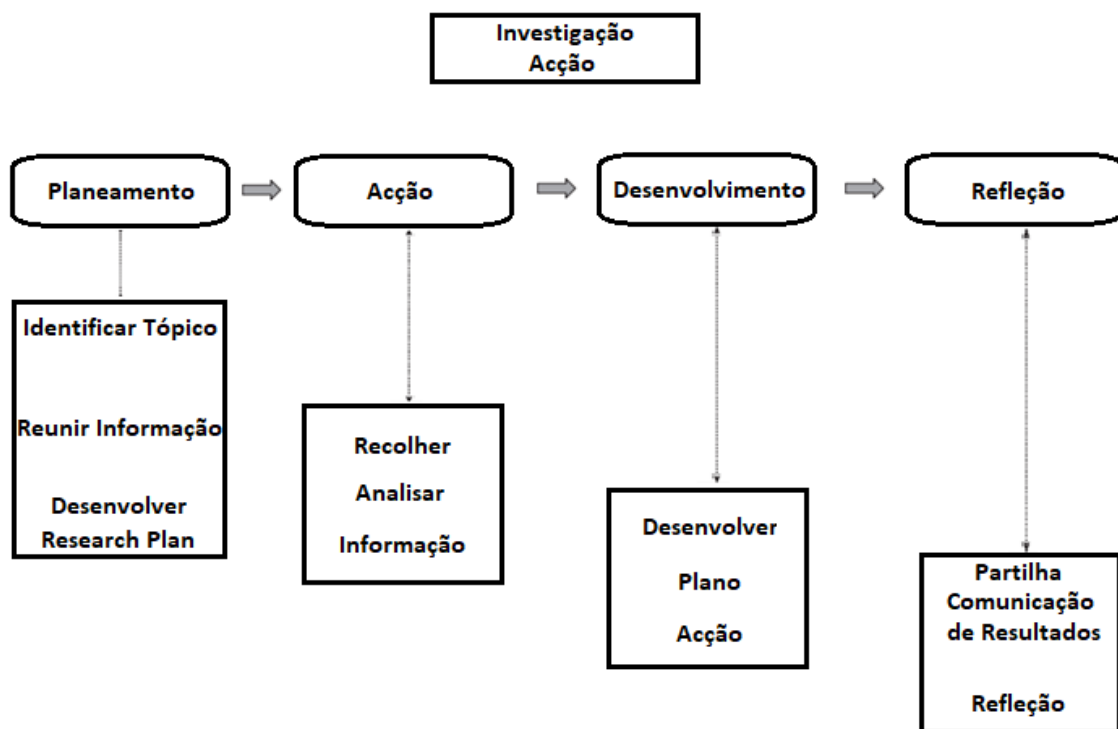 Investigação
Acção
Planeamento
Acção
Desenvolvimento
Refleção
Identificar Tópico
Reunir Informação
Desenvolver
Research Plan
Recolher
Analisar
Informação
Desenvolver
Plano
Acção
Partilha
Comunicação
de Resultados
Refleção